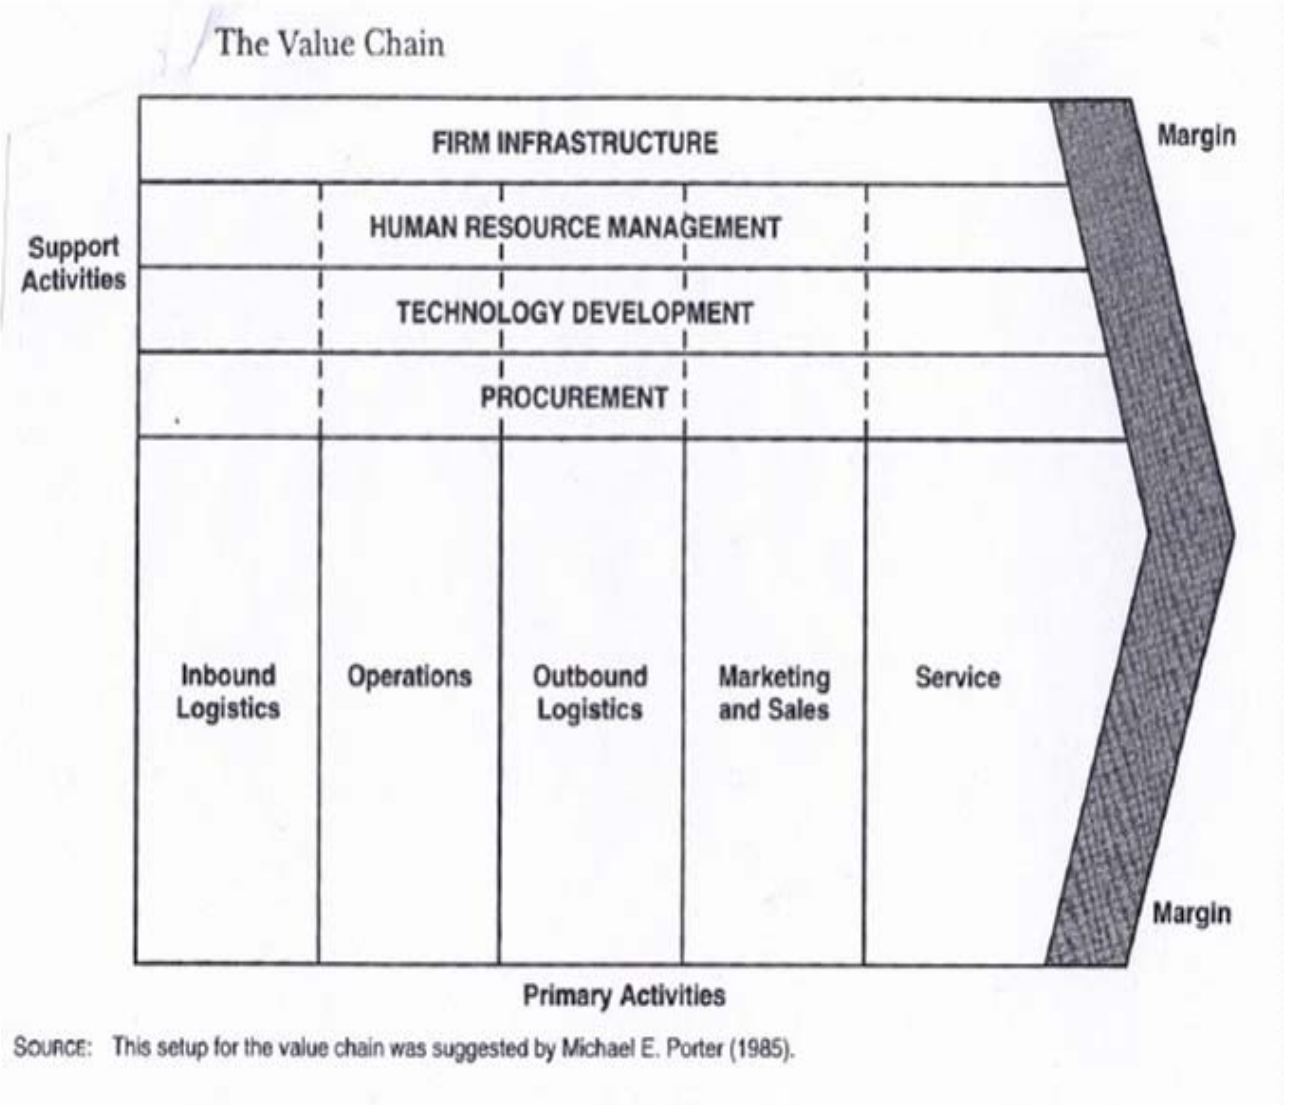 The Value Chain
FIRM INFRASTRUCTURE
Margin
HUMAN RESOURCE MANAGEMENT
Support
Activities
TECHNOLOGY DEVELOPMENT
PROCUREMENT
Inbound
Logistics
Operations
Outbound
Logistics
Marketing
and Sales
Service
Margin
Primary Activities
SOURCE: This setup for the value chain was suggested by Michael E. Porter (1985).